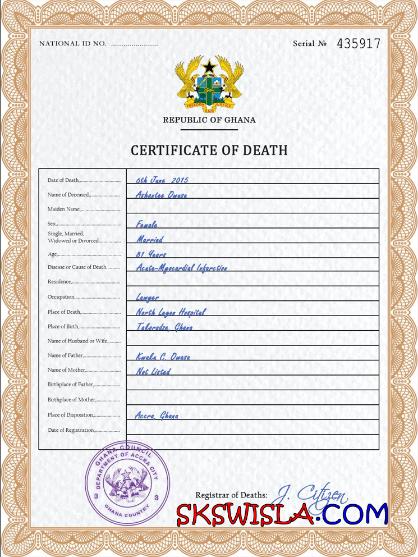 NATIONAL ID NO. ........................
Serial № 435917
REPUBLIC OF GHANA
CERTIFICATE OF DEATH
Date of Death.................. 6th June 2015
Name of Deceased.................. Ashantee Owusu
Maiden Name..................
Sex.................. Female
Single, Married,
Widowed or Divorced.................. Married
Age.................. 81 Years
Disease or Cause of Death.................. Acute-Myocardial Infarction
Residence..................
Occupation.................. Lawyer
Place of Death.................. North Legon Hospital
Place of Birth.................. Takoradze, Ghana
Name of Husband or Wife..................
Name of Father.................. Kwaku C. Owusu
Name of Mother.................. Not Listed
Birthplace of Father..................
Birthplace of Mother..................
Place of Disposition.................. Accra, Ghana
Date of Registration..................
GHANA COUNCIL
DEPARTMENT OF ACCRA CITY
GHANA COUNTRY
Registrar of Deaths: J. Citizen
SKSWISLA.COM